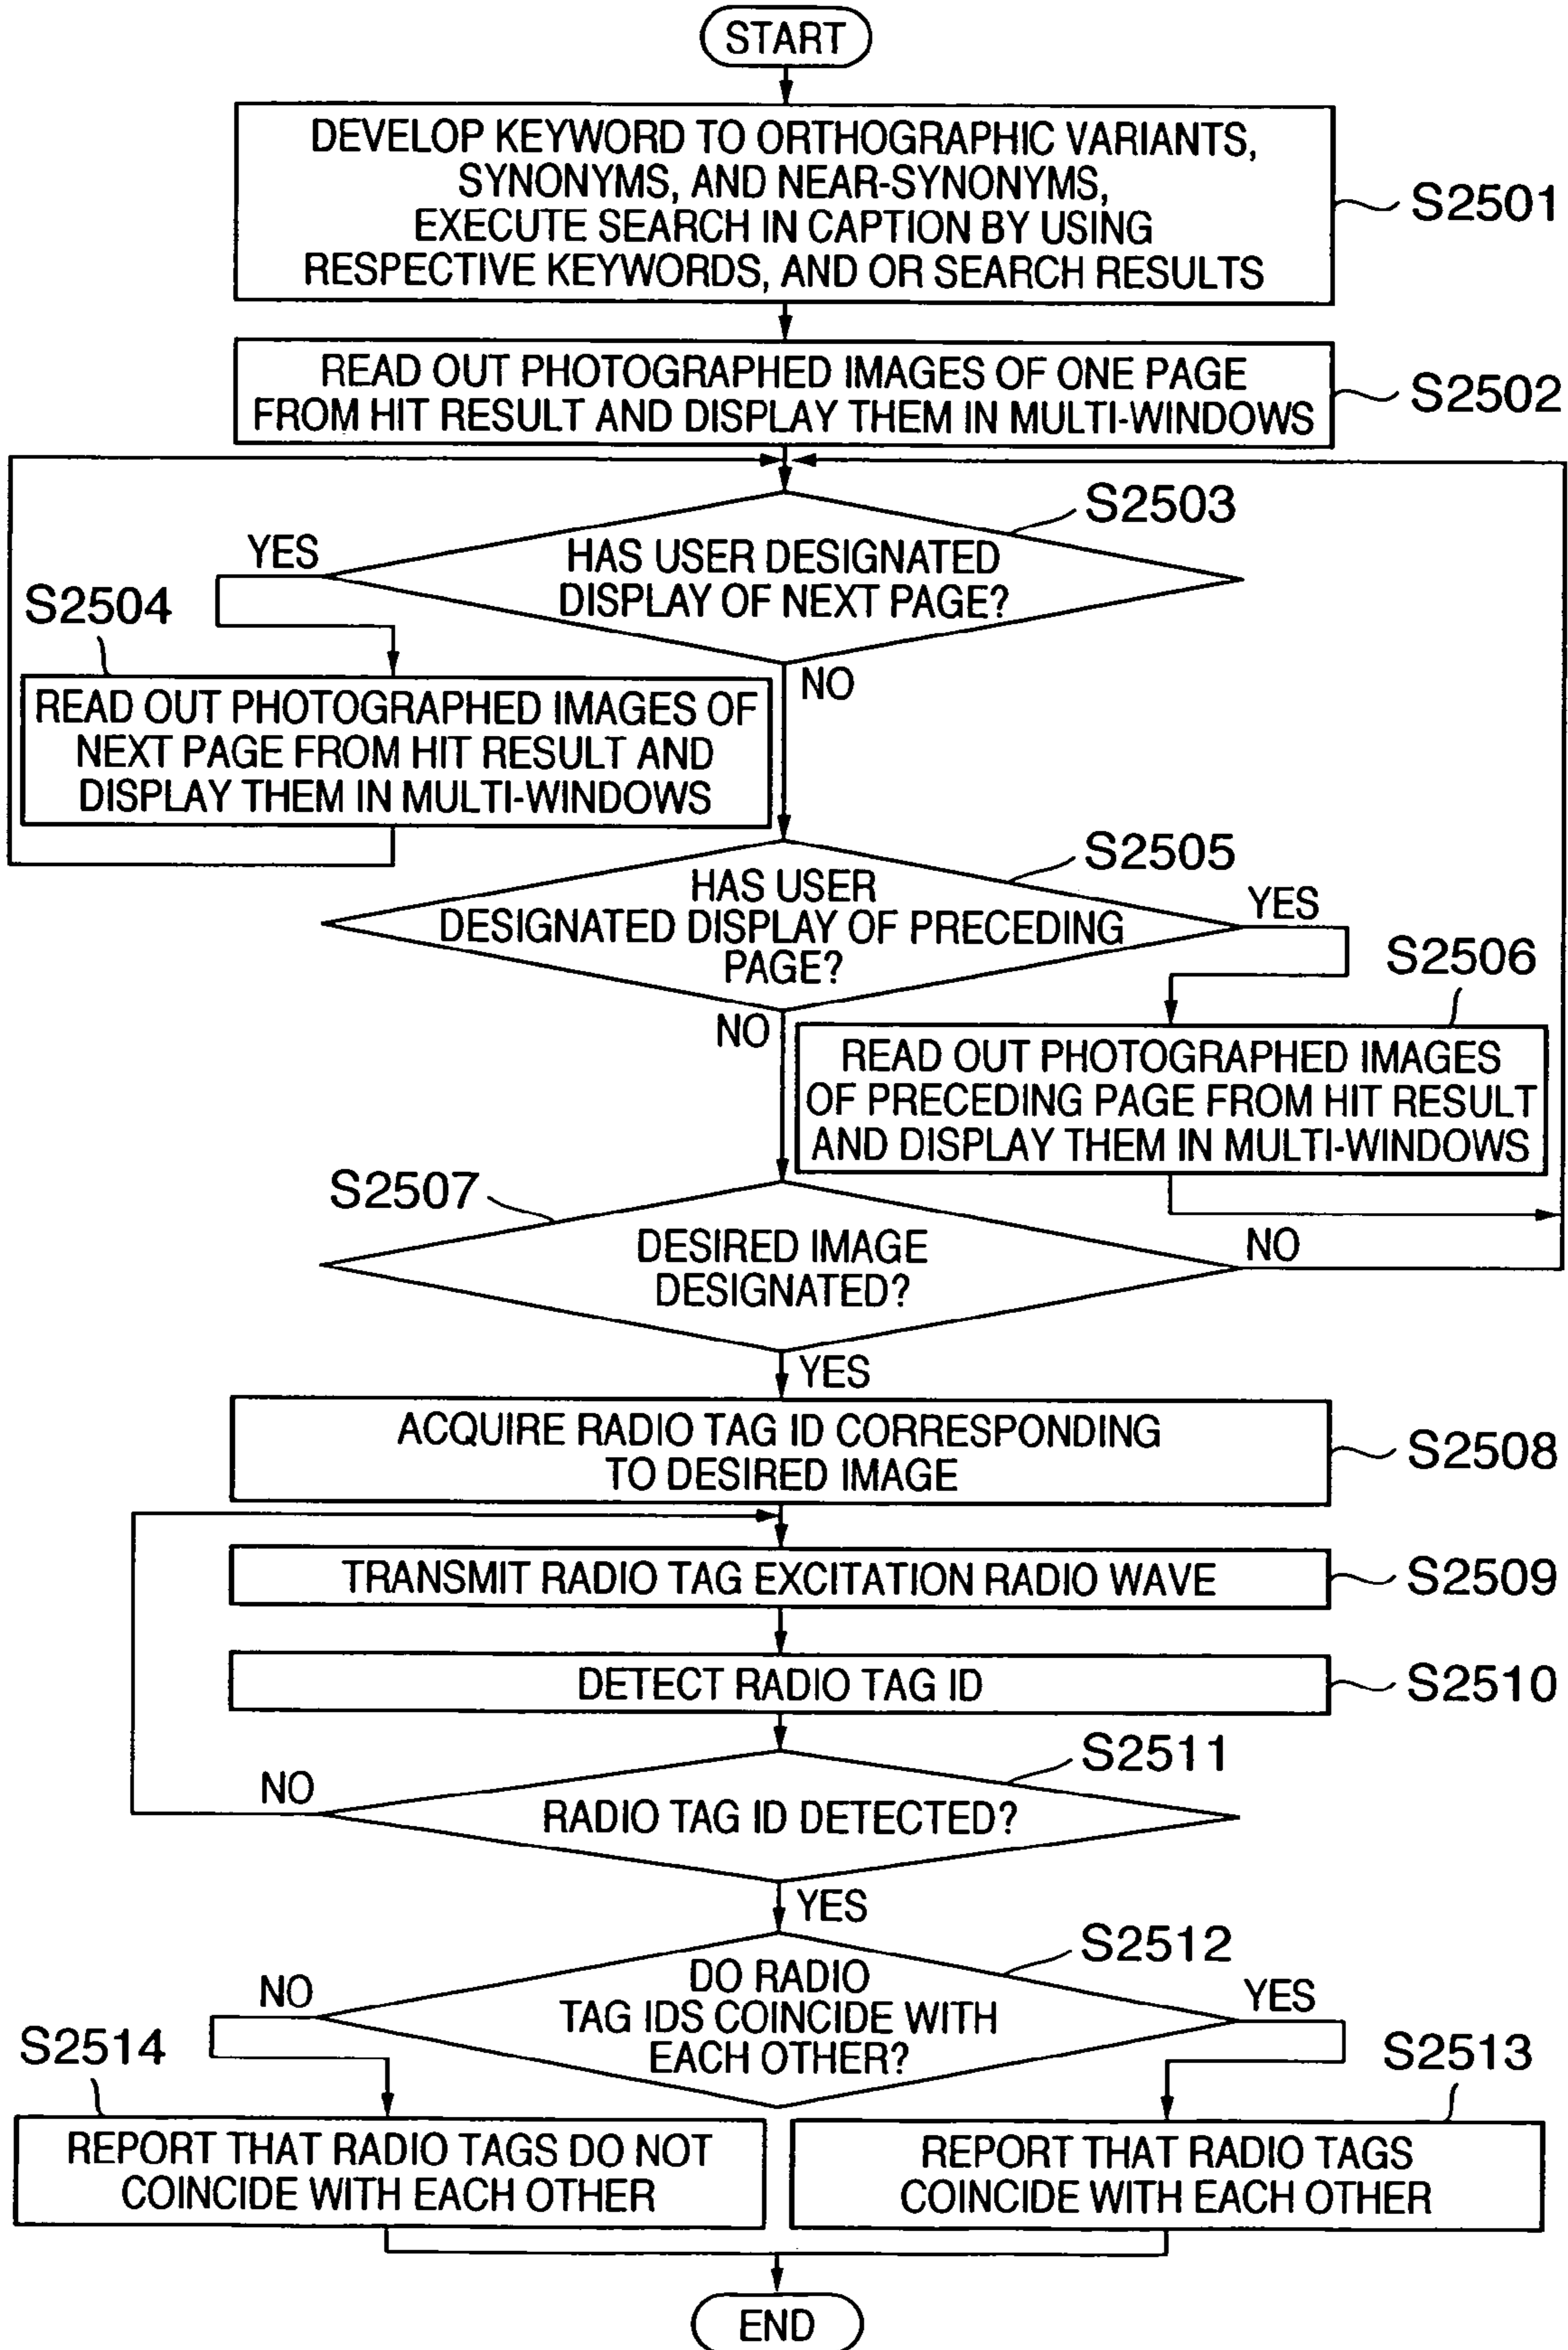 START
DEVELOP KEYWORD TO ORTHOGRAPHIC VARIANTS,
SYNONYMS, AND NEAR-SYNONYMS,
EXECUTE SEARCH IN CAPTION BY USING
RESPECTIVE KEYWORDS, AND OR SEARCH RESULTS
S2501
READ OUT PHOTOGRAPHED IMAGES OF ONE PAGE
FROM HIT RESULT AND DISPLAY THEM IN MULTI-WINDOWS
S2502
S2503
YES
HAS USER DESIGNATED
DISPLAY OF NEXT PAGE?
S2504
NO
READ OUT PHOTOGRAPHED IMAGES OF
NEXT PAGE FROM HIT RESULT AND
DISPLAY THEM IN MULTI-WINDOWS
S2505
HAS USER
DESIGNATED DISPLAY OF PRECEDING
PAGE?
YES
S2506
NO
READ OUT PHOTOGRAPHED IMAGES
OF PRECEDING PAGE FROM HIT RESULT
AND DISPLAY THEM IN MULTI-WINDOWS
S2507
DESIRED IMAGE
DESIGNATED?
NO
YES
ACQUIRE RADIO TAG ID CORRESPONDING
TO DESIRED IMAGE
S2508
TRANSMIT RADIO TAG EXCITATION RADIO WAVE
S2509
DETECT RADIO TAG ID
S2510
S2511
NO
RADIO TAG ID DETECTED?
YES
S2512
NO
DO RADIO
TAG IDS COINCIDE WITH
EACH OTHER?
YES
S2514
S2513
REPORT THAT RADIO TAGS DO NOT
COINCIDE WITH EACH OTHER
REPORT THAT RADIO TAGS
COINCIDE WITH EACH OTHER
END